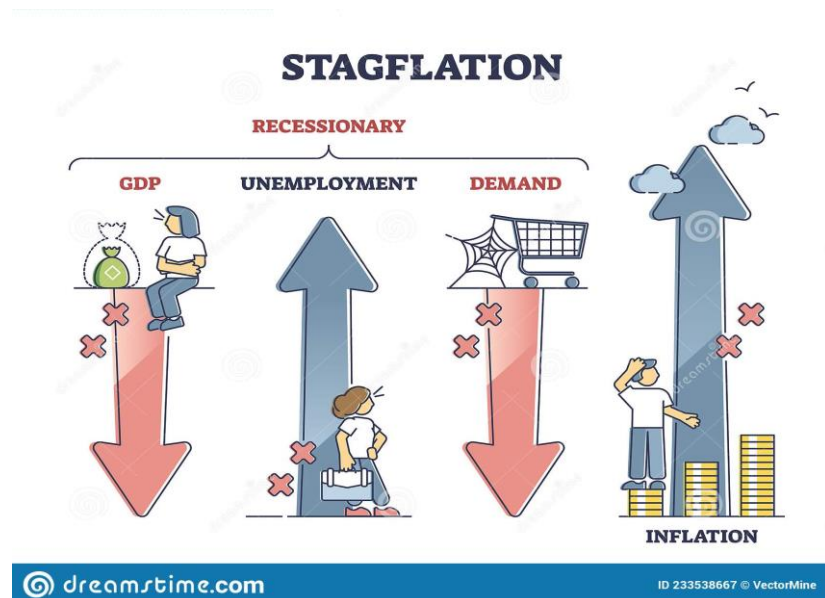 STAGFLATION
RECESSIONARY
GDP
UNEMPLOYMENT
DEMAND
INFLATION
dreamstime.com
ID 233538667 © VectorMine